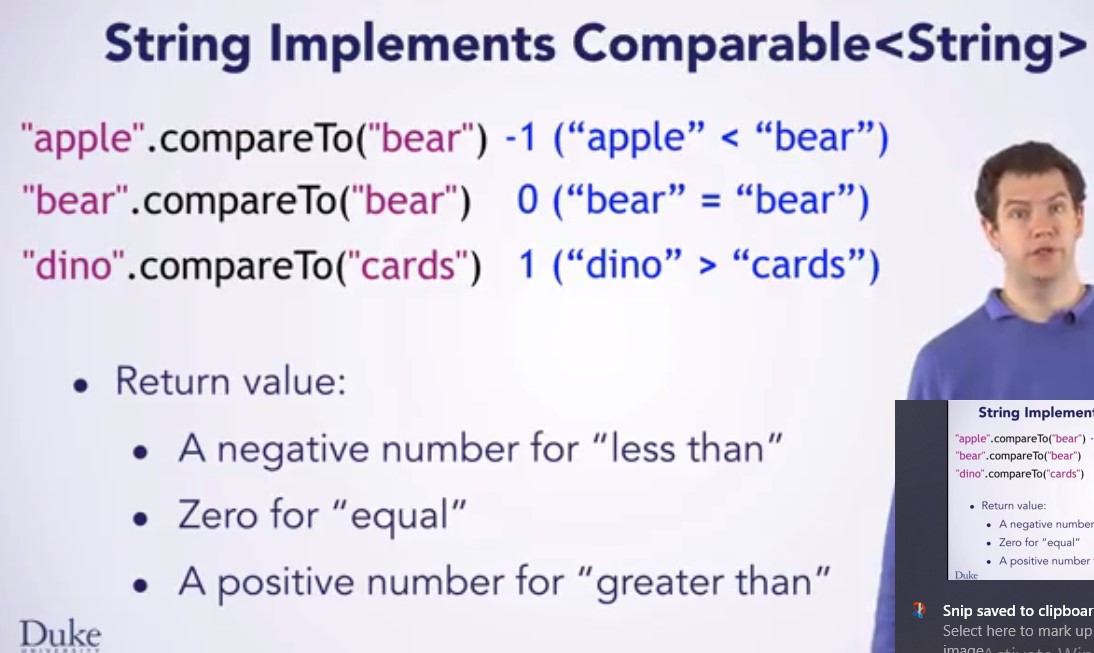 String Implements Comparable<String>
"apple".compareTo("bear") -1 (“apple” < “bear”)
"bear".compareTo("bear") 0 (“bear” = “bear”)
"dino".compareTo("cards") 1 (“dino” > “cards”)
• Return value:
• A negative number for “less than”
• Zero for “equal”
• A positive number for “greater than”
Duke
UNIVERSITY
String Implement
"apple".compareTo("bear") -
"bear".compareTo("bear")
"dino".compareTo("cards")
• Return value:
• A negative number
• Zero for “equal”
• A positive number
Duke
Snip saved to clipboar
Select here to mark up
image